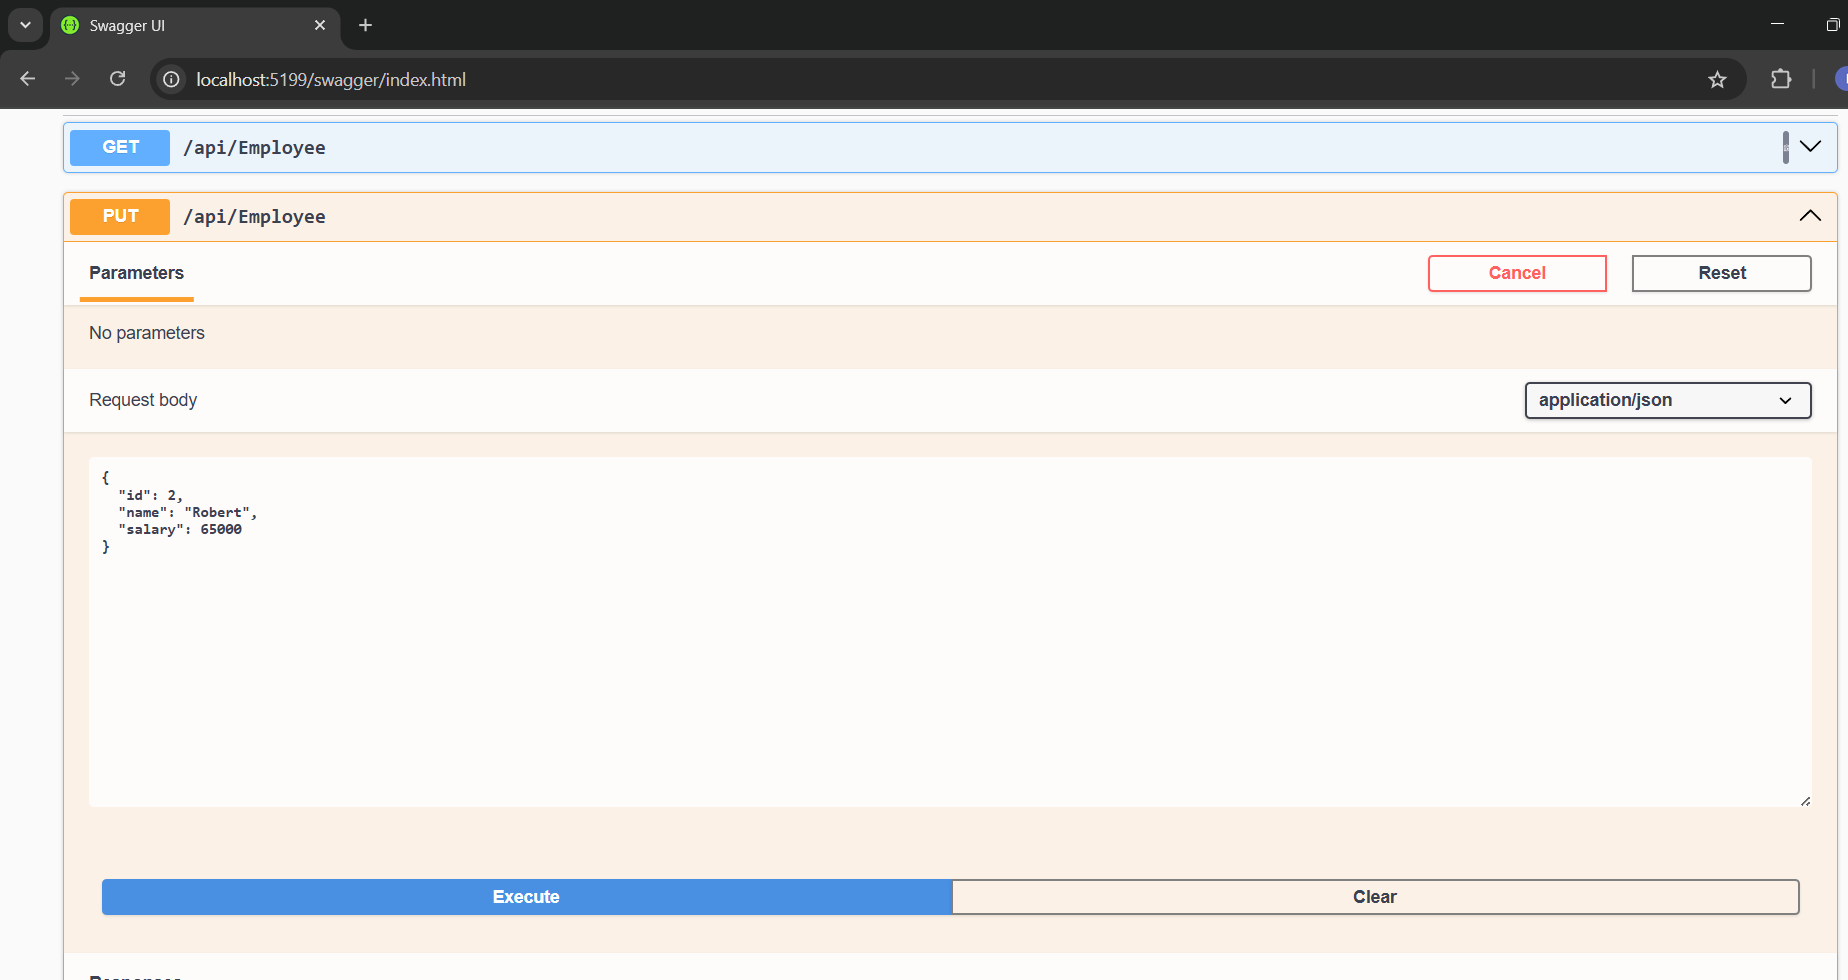 Swagger UI
localhost:5199/swagger/index.html
GET /api/Employee
PUT /api/Employee
Parameters
Cancel
Reset
No parameters
Request body
application/json
{
"id": 2,
"name": "Robert",
"salary": 65000
}
Execute
Clear